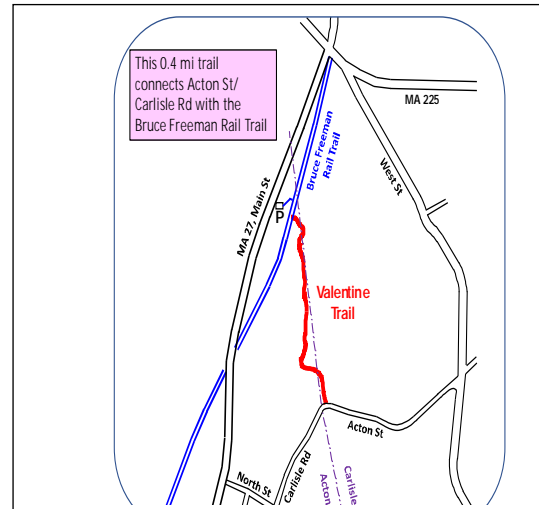 This 0.4 mi trail
connects Acton St/
Carlisle Rd with the
Bruce Freeman Rail Trail
MA 225
Bruce Freeman
Rail Trail
West St
MA 27, Main St
P
Valentine
Trail
Acton St
Carlisle Rd
North St
Carlisle
Acton